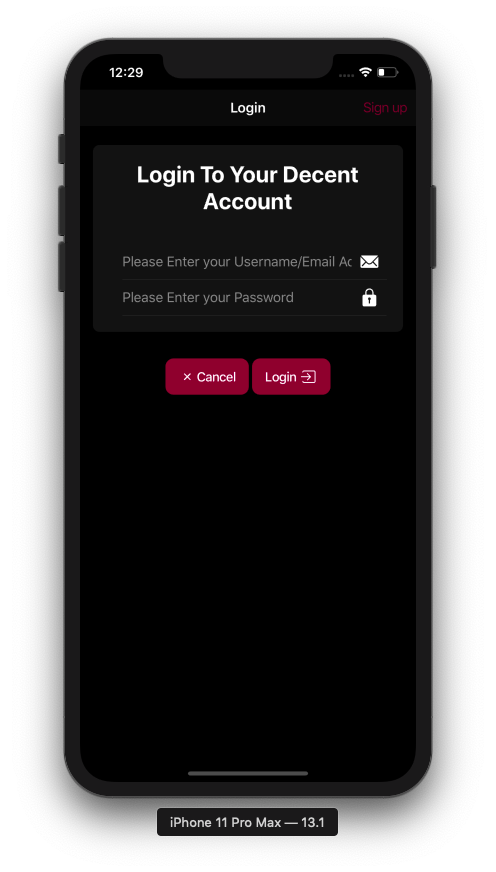 12:29
Login
Sign up
Login To Your Decent
Account
Please Enter your Username/Email Ac
Please Enter your Password
× Cancel
Login
iPhone 11 Pro Max — 13.1